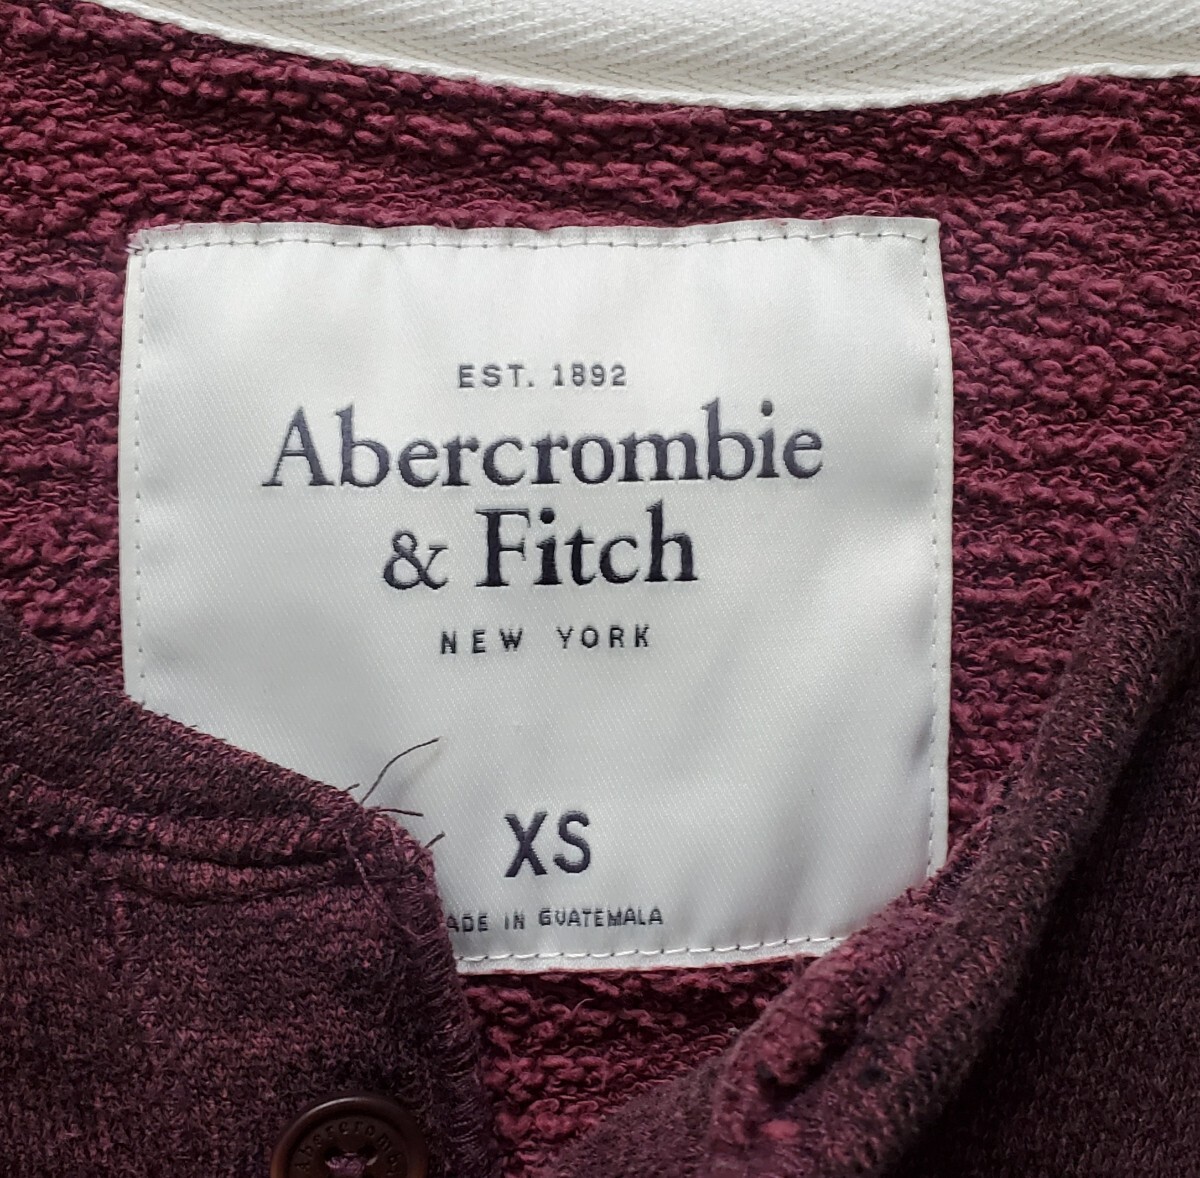 EST. 1892
Abercrombie
& Fitch
NEW YORK
XS
ADE IN GUATEMALA